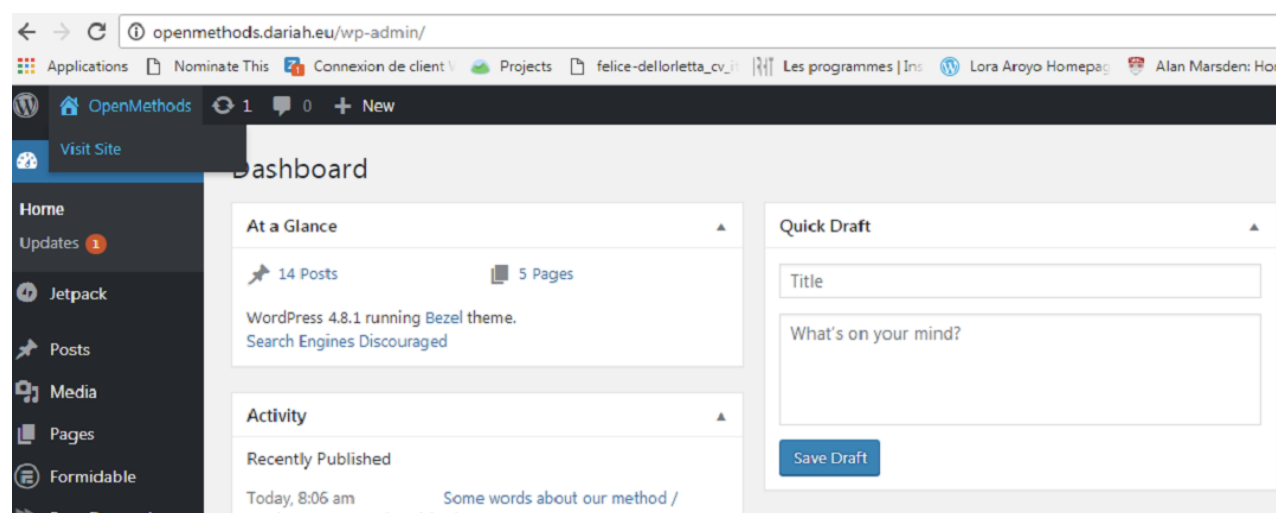 openmethods.dariah.eu/wp-admin/
Applications Nominate This Connexion de client Projects felice-dellorletta_cv_it Les programmes | Ins Lora Aroyo Homepag Alan Marsden: Hor
OpenMethods 1 0 + New
Visit Site
Dashboard
Home
Updates 1
Jetpack
Posts
Media
Pages
Formidable
At a Glance
14 Posts 5 Pages
WordPress 4.8.1 running Bezel theme.
Search Engines Discouraged
Activity
Recently Published
Today, 8:06 am Some words about our method /
Quick Draft
Title
What's on your mind?
Save Draft